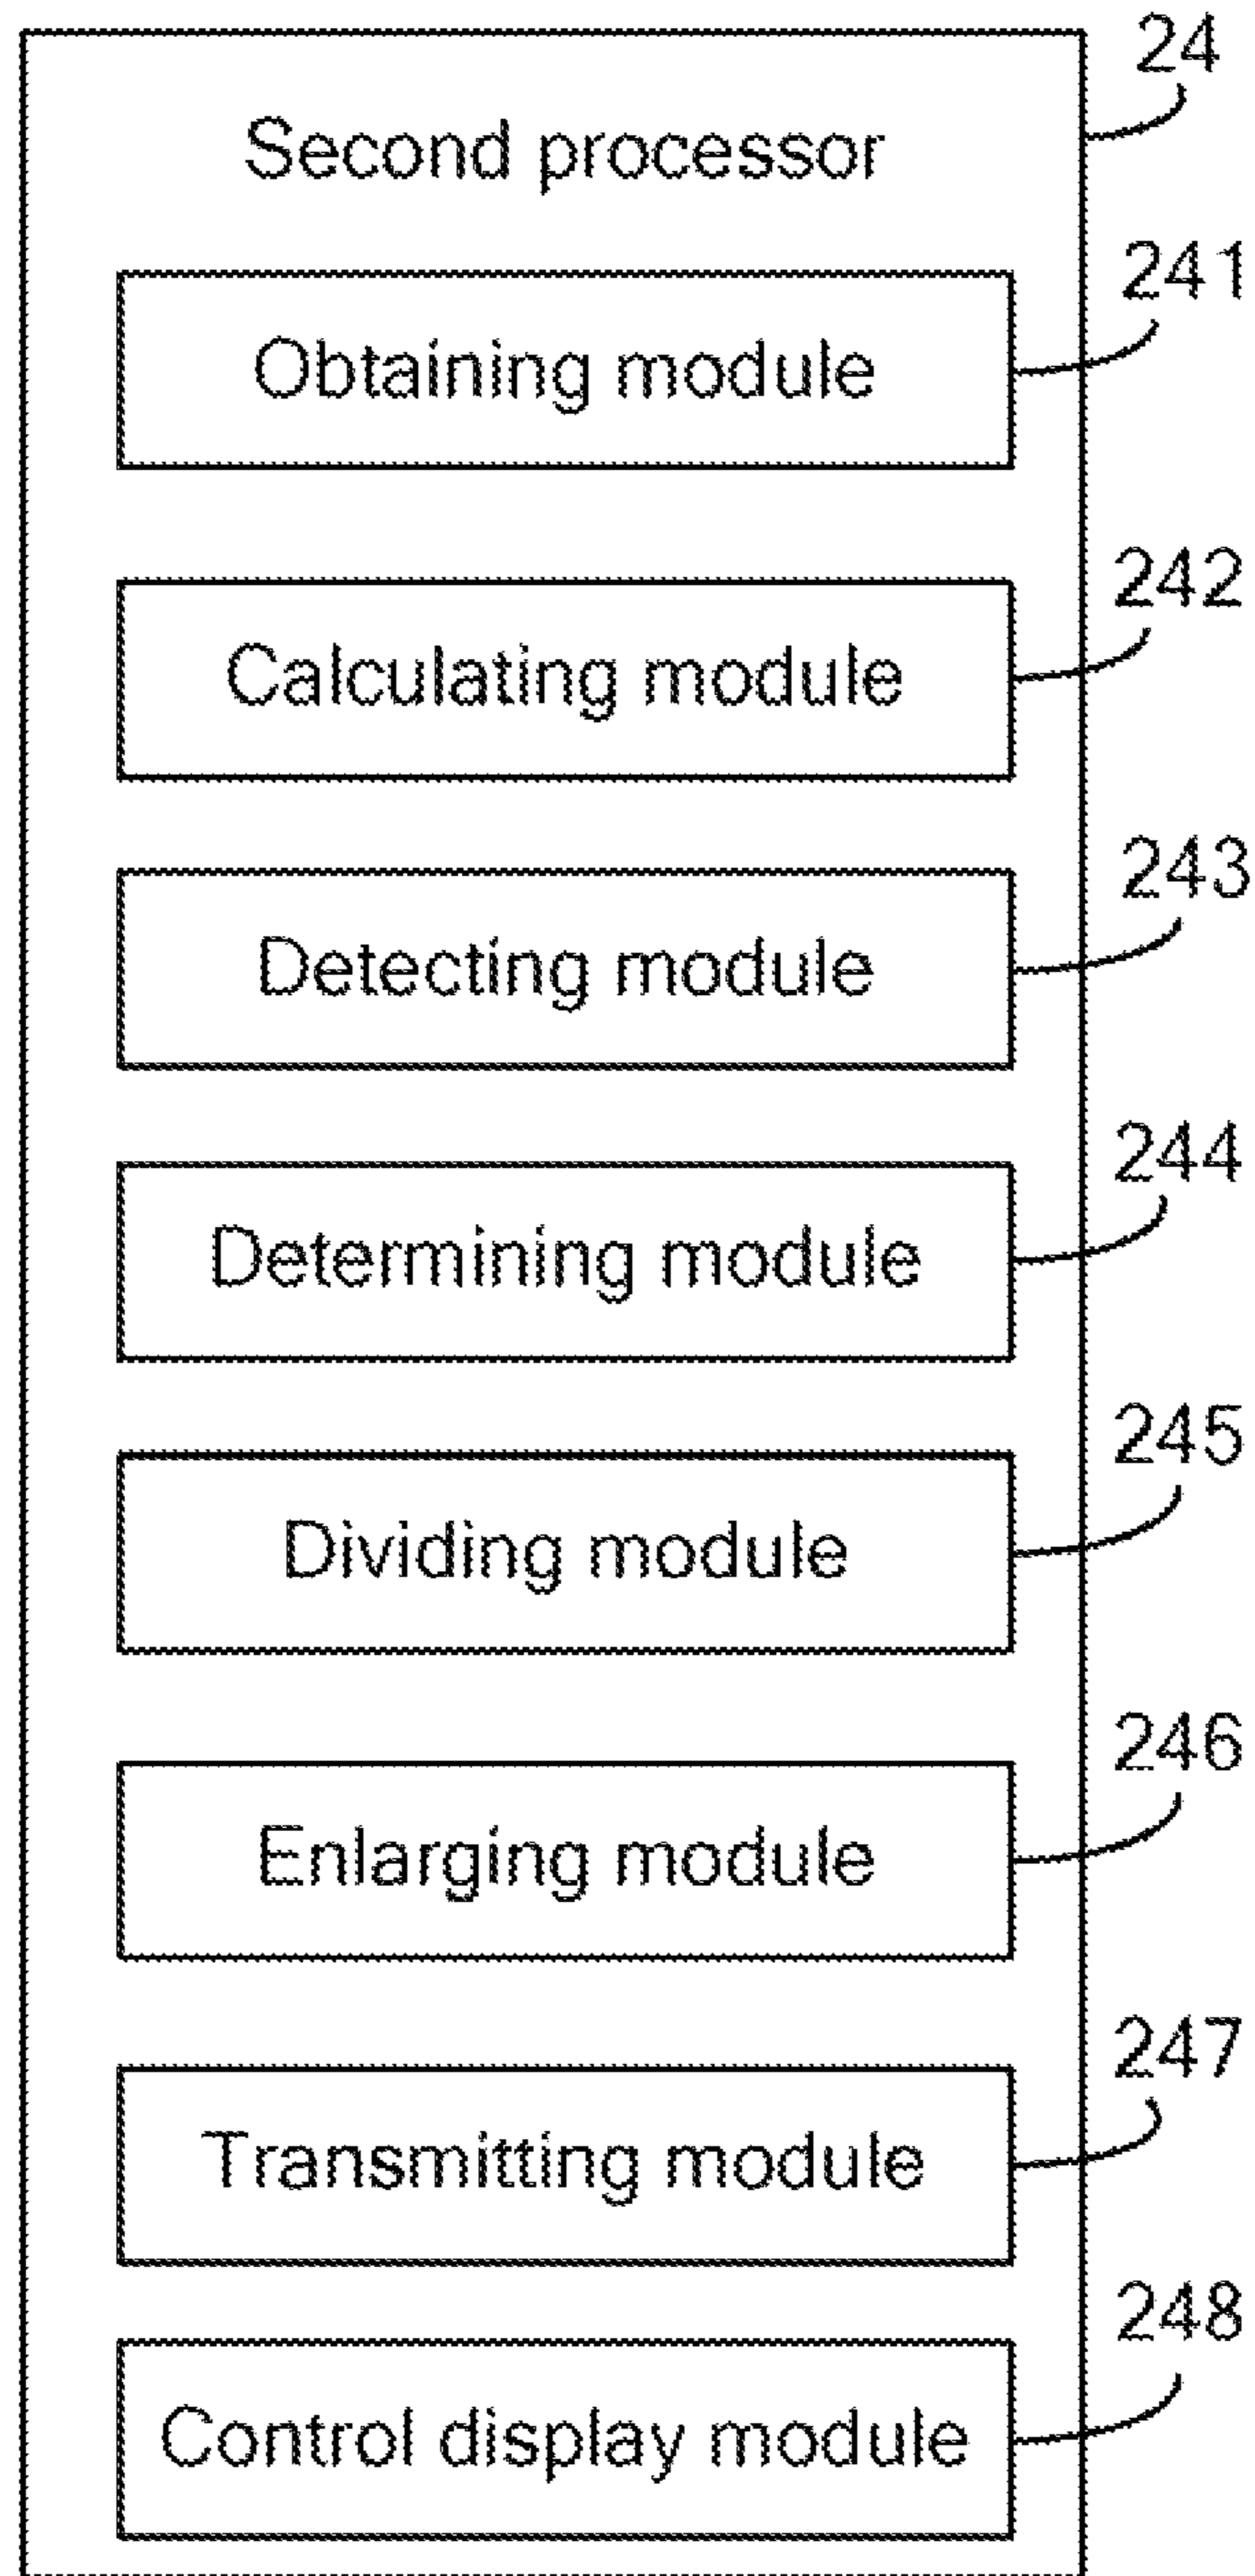 24
Second processor
241
Obtaining module
242
Calculating module
243
Detecting module
244
Determining module
245
Dividing module
246
Enlarging module
247
Transmitting module
248
Control display module